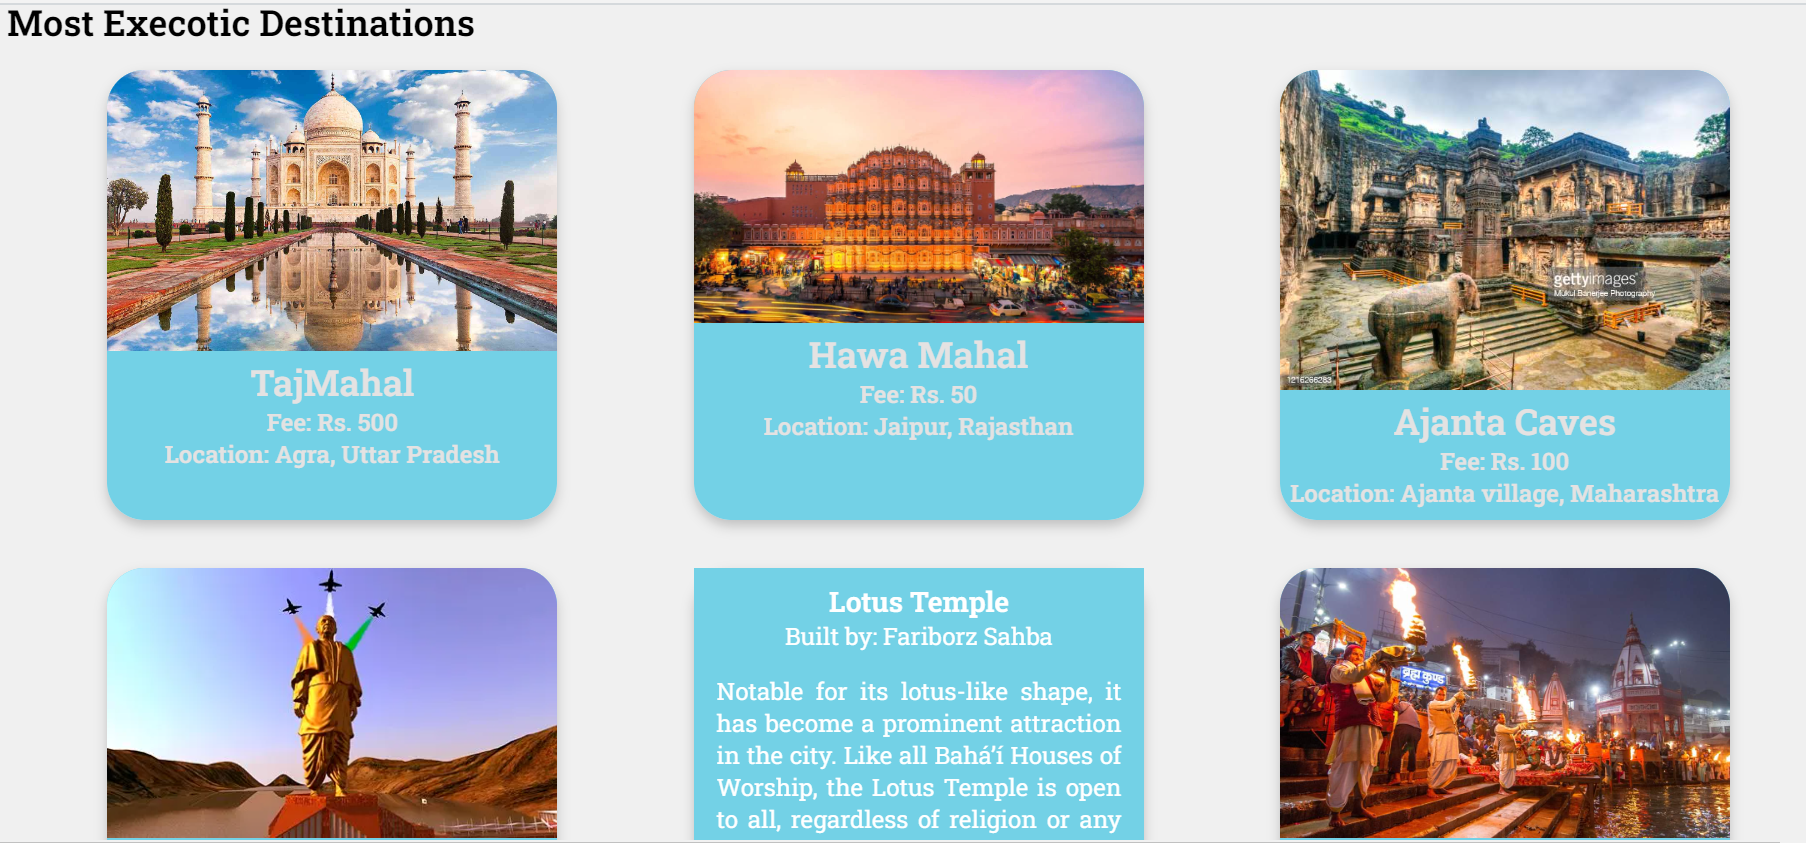 Most Execotic Destinations
TajMahal
Fee: Rs. 500
Location: Agra, Uttar Pradesh
Hawa Mahal
Fee: Rs. 50
Location: Jaipur, Rajasthan
gettyimages
Mukul Banerjee Photography
1216266283
Ajanta Caves
Fee: Rs. 100
Location: Ajanta village, Maharashtra
Lotus Temple
Built by: Fariborz Sahba
Notable for its lotus-like shape, it
has become a prominent attraction
in the city. Like all Bahá’í Houses of
Worship, the Lotus Temple is open
to all, regardless of religion or any
ब्रह्म कुण्ड